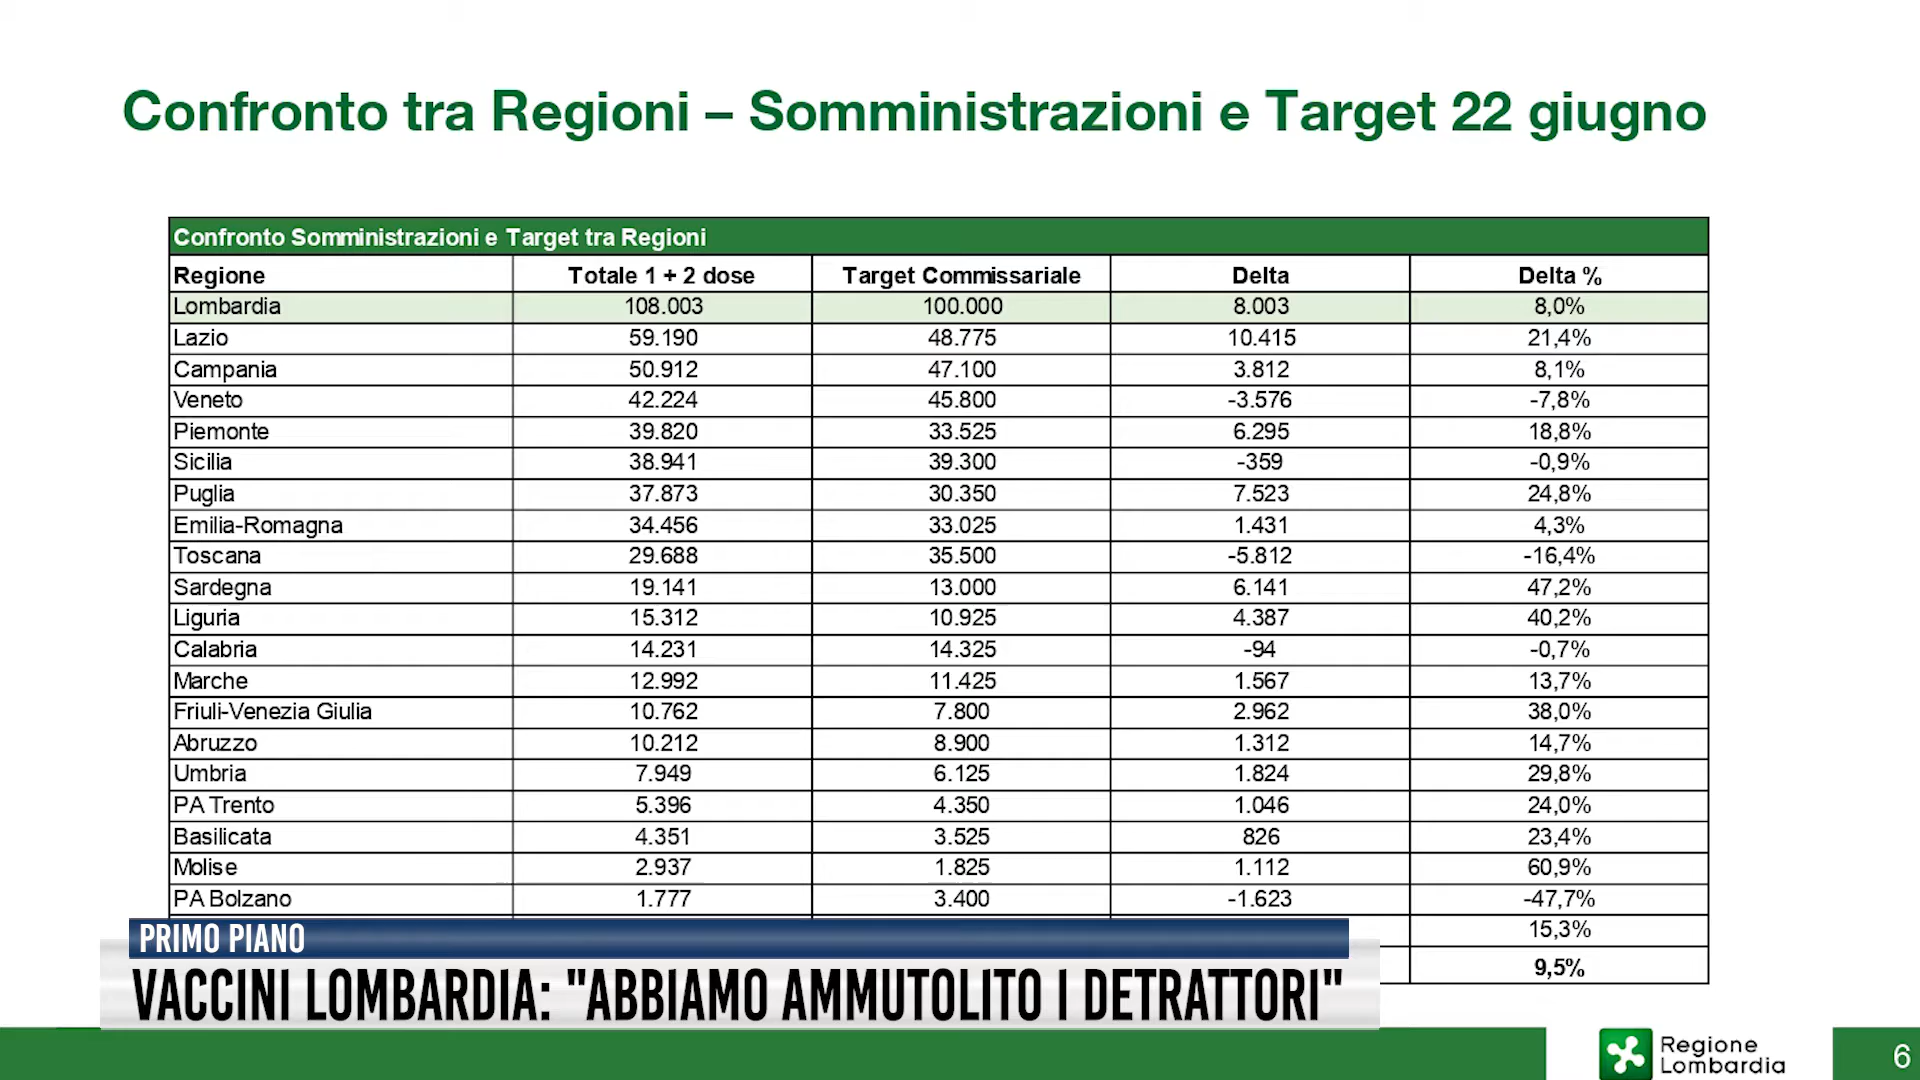 Confronto tra Regioni – Somministrazioni e Target 22 giugno
Confronto Somministrazioni e Target tra Regioni
Regione Totale 1 + 2 dose Target Commissariale Delta Delta %
Lombardia 108.003 100.000 8.003 8,0%
Lazio 59.190 48.775 10.415 21,4%
Campania 50.912 47.100 3.812 8,1%
Veneto 42.224 45.800 -3.576 -7,8%
Piemonte 39.820 33.525 6.295 18,8%
Sicilia 38.941 39.300 -359 -0,9%
Puglia 37.873 30.350 7.523 24,8%
Emilia-Romagna 34.456 33.025 1.431 4,3%
Toscana 29.688 35.500 -5.812 -16,4%
Sardegna 19.141 13.000 6.141 47,2%
Liguria 15.312 10.925 4.387 40,2%
Calabria 14.231 14.325 -94 -0,7%
Marche 12.992 11.425 1.567 13,7%
Friuli-Venezia Giulia 10.762 7.800 2.962 38,0%
Abruzzo 10.212 8.900 1.312 14,7%
Umbria 7.949 6.125 1.824 29,8%
PA Trento 5.396 4.350 1.046 24,0%
Basilicata 4.351 3.525 826 23,4%
Molise 2.937 1.825 1.112 60,9%
PA Bolzano 1.777 3.400 -1.623 -47,7%
15,3%
9,5%
PRIMO PIANO
VACCINI LOMBARDIA: "ABBIAMO AMMUTOLITO I DETRATTORI"
Regione
Lombardia
6